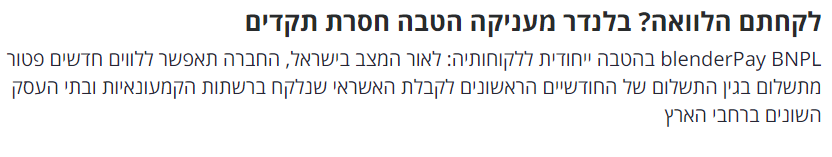 לקחתם הלוואה? בלנדר מעניקה הטבה חסרת תקדים
blenderPay BNPL בהטבה ייחודית ללקוחותיה: לאור המצב בישראל, החברה תאפשר ללווים חדשים פטור
מתשלום בגין התשלום של החודשיים הראשונים לקבלת האשראי שנלקח ברשתות הקמעונאיות ובתי העסק
השונים ברחבי הארץ